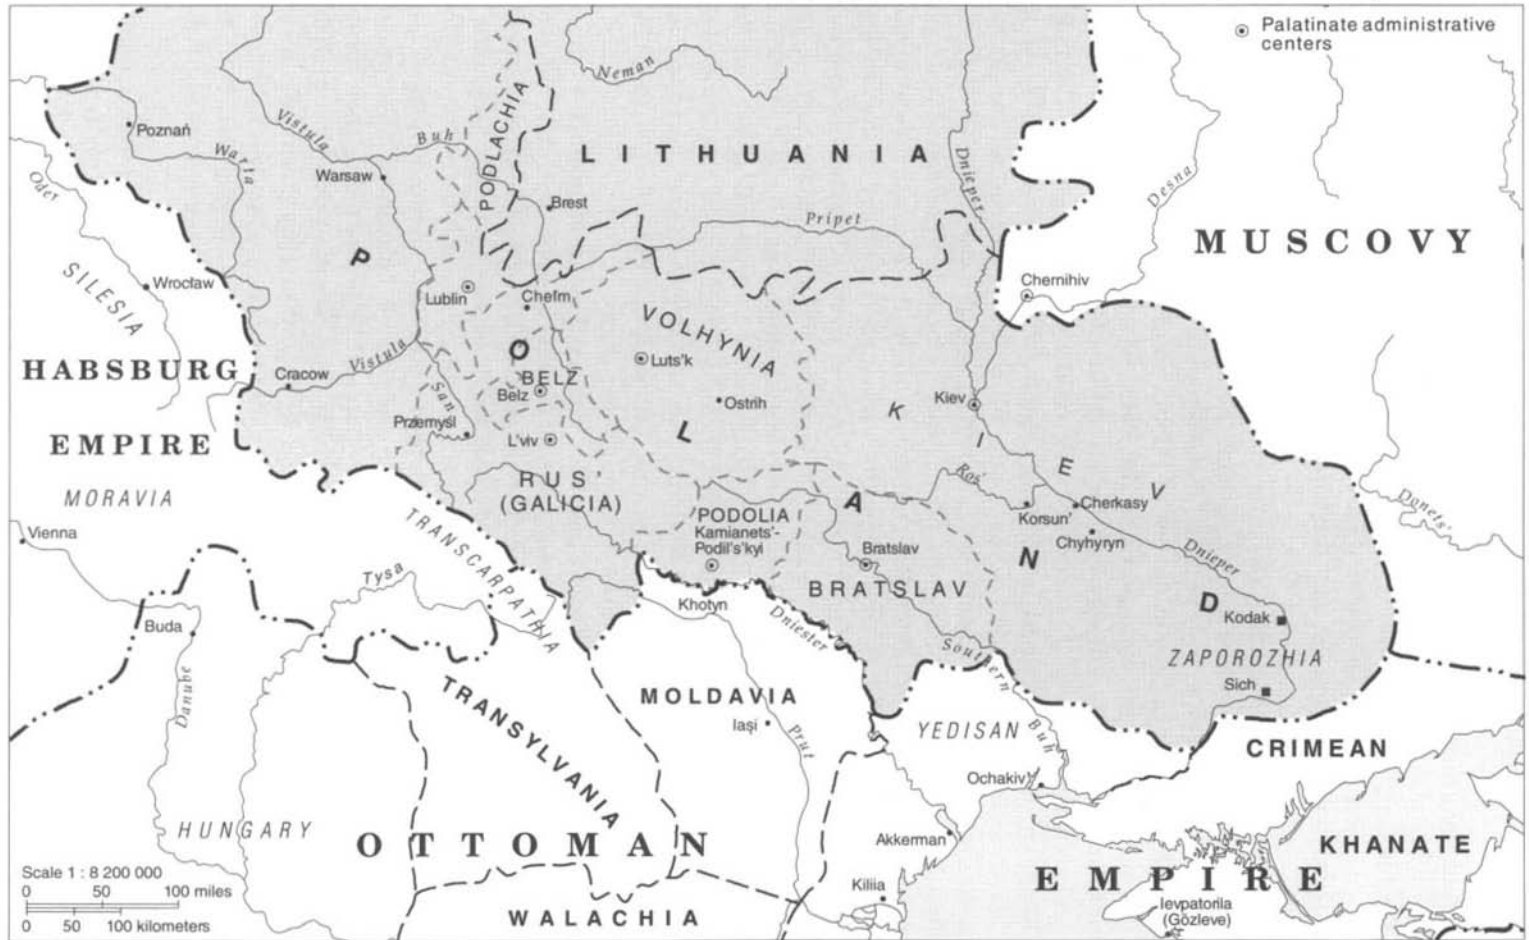 Palatinate administrative
centers
Neman
PODLACHIA
Vistula
Buh
Poznań
Warta
LITHUANIA
Dnieper
Desna
Warsaw
Oder
Brest
Pripet
MUSCOVY
P
SILESIA
Wrocław
Lublin
Chełm
Chernihiv
VOLHYNIA
O
HABSBURG
Cracow
Vistula
Luts'k
BELZ
Belz
San
Ostrih
Kiev
K
Przemyśl
L
L'viv
I
EMPIRE
E
MORAVIA
RUS'
(GALICIA)
Ros'
V
A
Cherkasy
Korsun'
Donets'
TRANSCARPATHIA
PODOLIA
Kamianets'-
Podil's'kyi
Vienna
Chyhyryn
Bratslav
N
Dnieper
Tysa
BRATSLAV
Khotyn
D
Kodak
Dniester
Buda
Southern
Buh
ZAPOROZHIA
Sich
Danube
TRANSYLVANIA
MOLDAVIA
Iaşi
Prut
YEDISAN
CRIMEAN
Ochakiv
HUNGARY
OTTOMAN
Akkerman
KHANATE
Scale 1 : 8 200 000
0 50 100 miles
EMPIRE
Kiliia
Ievpatoriia
(Gözleve)
0 50 100 kilometers
WALACHIA